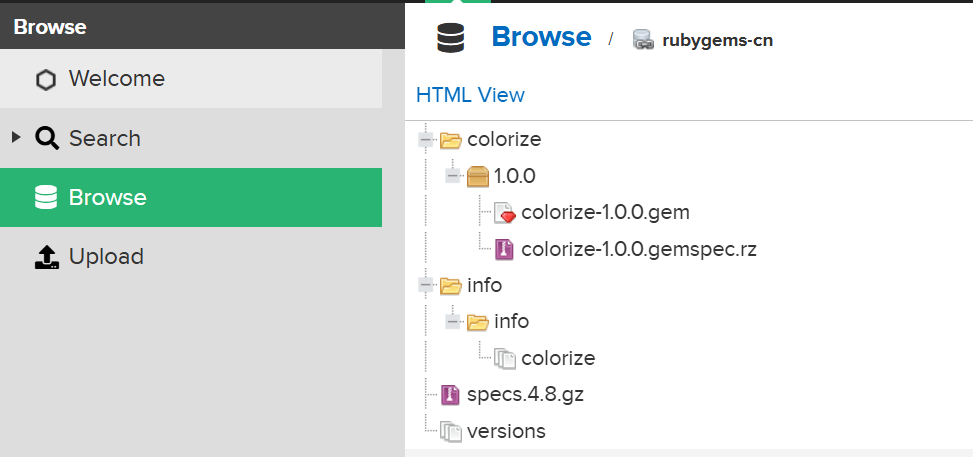 Browse
Welcome
Search
Browse
Upload
Browse / rubygems-cn
HTML View
colorize
1.0.0
colorize-1.0.0.gem
colorize-1.0.0.gemspec.rz
info
info
colorize
specs.4.8.gz
versions